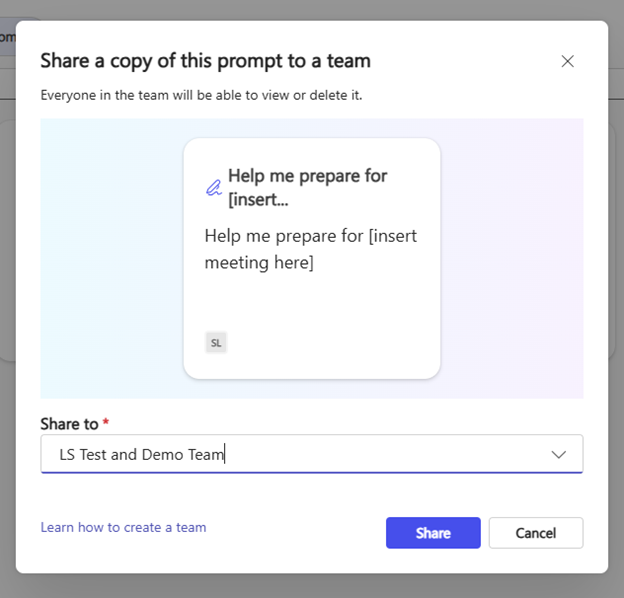 om
Share a copy of this prompt to a team
Everyone in the team will be able to view or delete it.
Help me prepare for
[insert...
Help me prepare for [insert
meeting here]
SL
Share to *
LS Test and Demo Team
Learn how to create a team
Share
Cancel